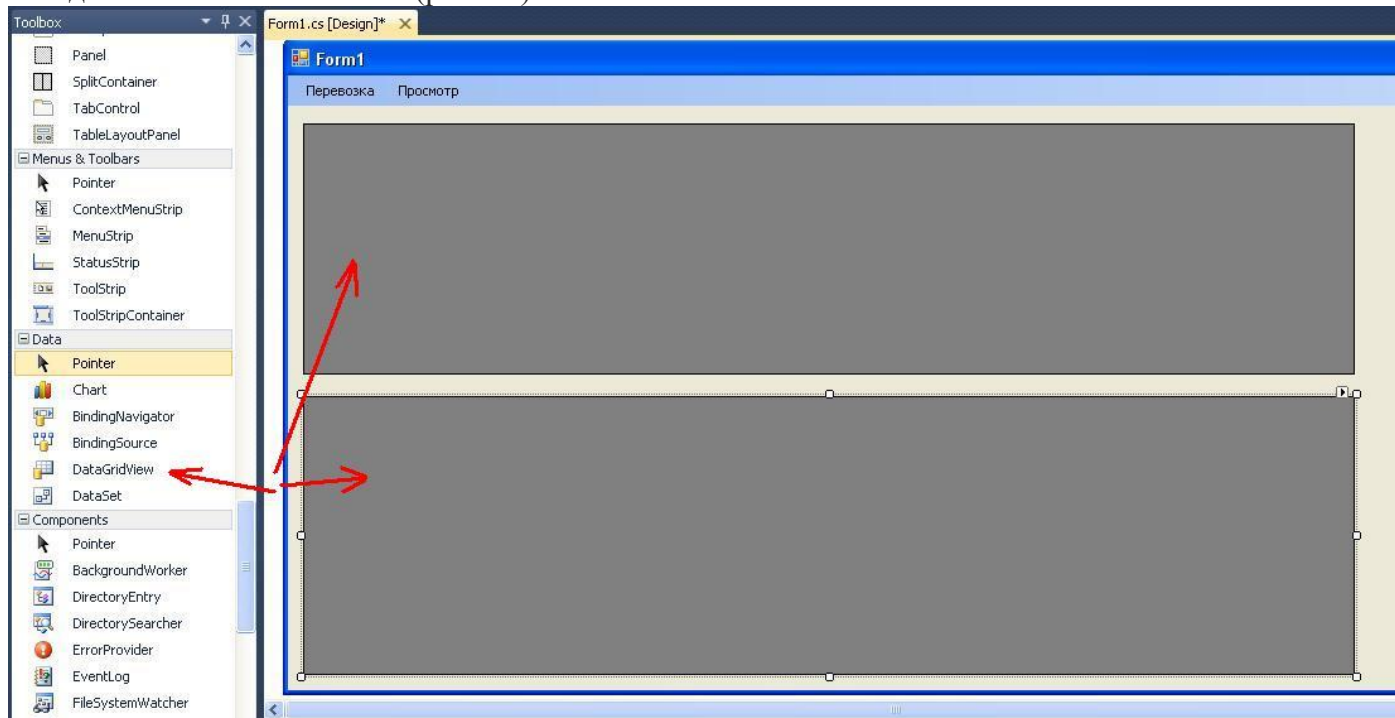 Toolbox
Form1.cs [Design]*
Panel
SplitContainer
TabControl
TableLayoutPanel
Menus & Toolbars
Pointer
ContextMenuStrip
MenuStrip
StatusStrip
ToolStrip
ToolStripContainer
Data
Pointer
Chart
BindingNavigator
BindingSource
DataGridView
DataSet
Components
Pointer
BackgroundWorker
DirectoryEntry
DirectorySearcher
ErrorProvider
EventLog
FileSystemWatcher
Form1
Перевозка Просмотр